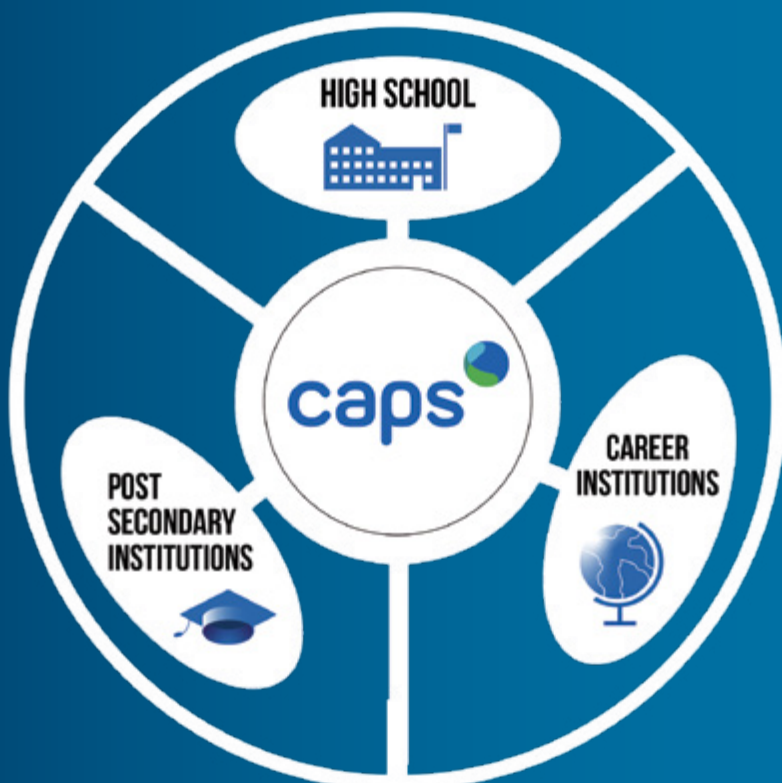 HIGH SCHOOL
caps
CAREER
INSTITUTIONS
POST
SECONDARY
INSTITUTIONS